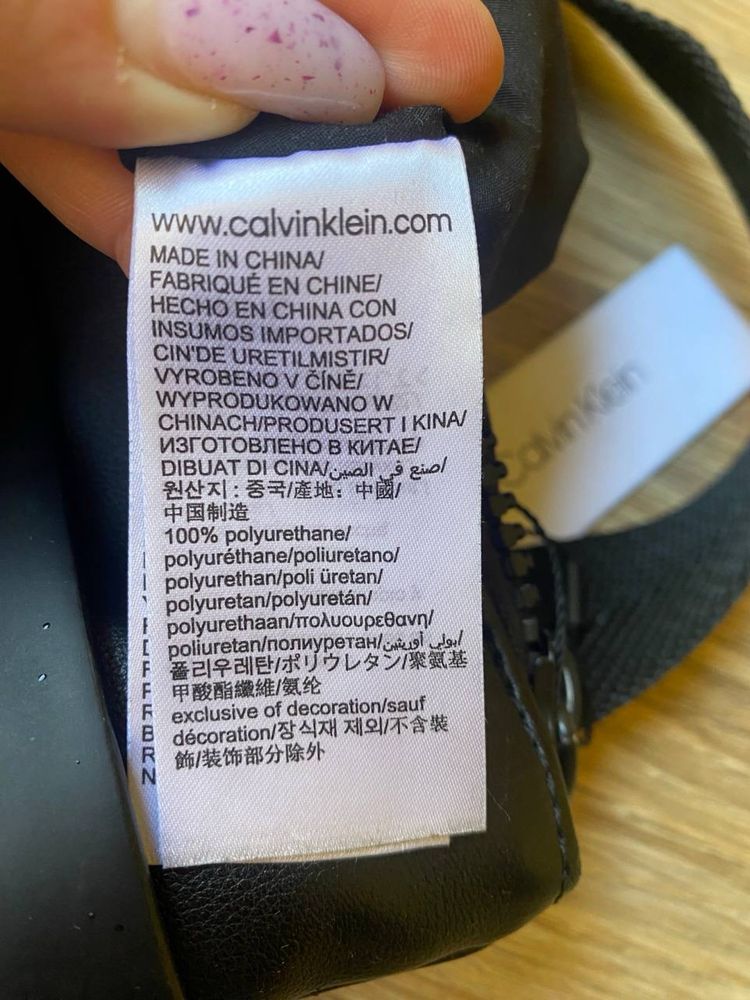 www.calvinklein.com
MADE IN CHINA/
FABRIQUÉ EN CHINE/
HECHO EN CHINA CON
INSUMOS IMPORTADOS/
CIN'DE URETILMISTIR/
VYROBENO V ČÍNĚ/
WYPRODUKOWANO W
CHINACH/PRODUSERT I KINA/
ИЗГОТОВЛЕНО В КИТАЕ/
DIBUAT DI CINA/صنع في الصين/
원산지 : 중국/產地：中國/
中国制造
100% polyurethane/
polyuréthane/poliuretano/
polyurethan/poli üretan/
polyuretan/polyuretán/
polyurethaan/πολυουρεθανη/
poliuretan/полиуретан/بولي أوريثين/
폴리우레탄/ポリウレタン/聚氨基
甲酸酯纖維/氨纶
exclusive of decoration/sauf
décoration/장식재 제외/不含裝
飾/装饰部分除外
Calvin Klein